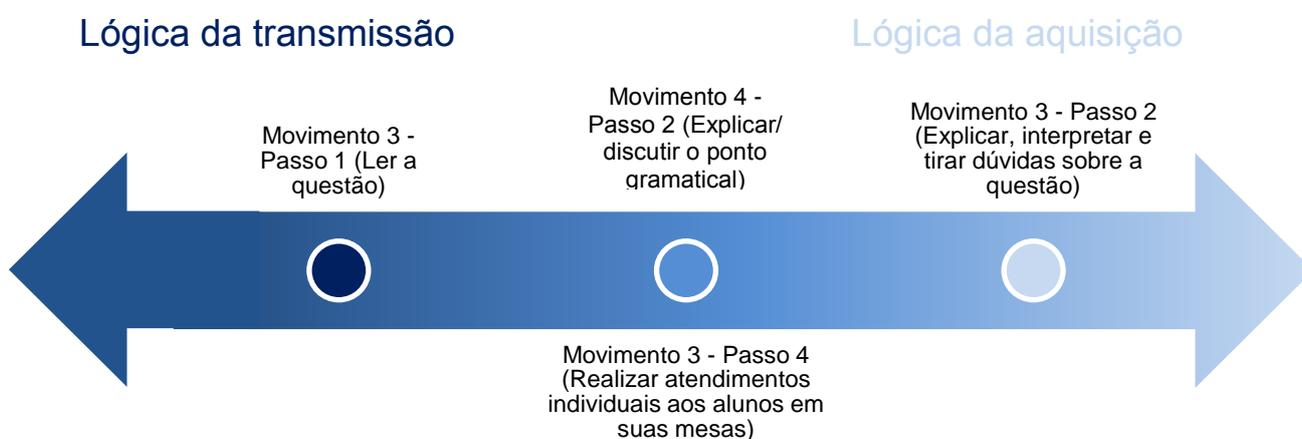 Lógica da transmissão
Lógica da aquisição
Movimento 3 -
Passo 1 (Ler a
questão)
Movimento 4 -
Passo 2 (Explicar/
discutir o ponto
gramatical)
Movimento 3 - Passo 2
(Explicar, interpretar e
tirar dúvidas sobre a
questão)
Movimento 3 - Passo 4
(Realizar atendimentos
individuais aos alunos em
suas mesas)